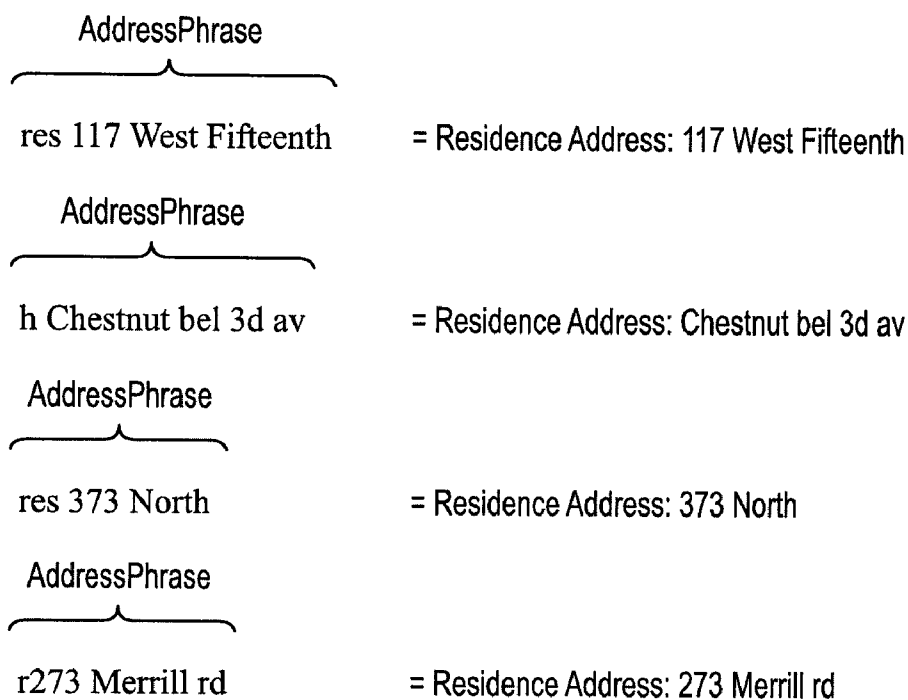 AddressPhrase
res 117 West Fifteenth = Residence Address: 117 West Fifteenth
AddressPhrase
h Chestnut bel 3d av = Residence Address: Chestnut bel 3d av
AddressPhrase
res 373 North = Residence Address: 373 North
AddressPhrase
r273 Merrill rd = Residence Address: 273 Merrill rd